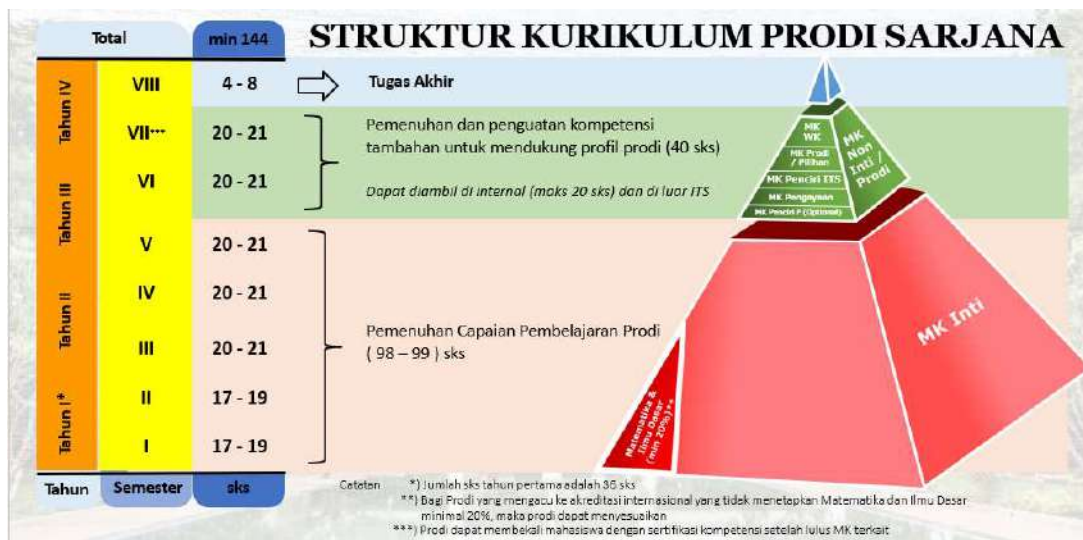 STRUKTUR KURIKULUM PRODI SARJANA
Total min 144
Tahun IV
VIII 4 - 8
Tugas Akhir
VII*** 20 - 21
Pemenuhan dan penguatan kompetensi
tambahan untuk mendukung profil prodi (40 sks)
Tahun III
VI 20 - 21
Dapat diambil di internal (maks 20 sks) dan di luar ITS
V 20 - 21
Tahun II
IV 20 - 21
Pemenuhan Capaian Pembelajaran Prodi
( 98 – 99 ) sks
III 20 - 21
Tahun I*
II 17 - 19
I 17 - 19
Tahun Semester sks
MK
WK
MK Prodi
/ Pilihan
MK Penciri ITS
MK Pengayaan
MK Penciri F (Optional)
MK
Non
Inti /
Prodi
MK Inti
Matematika &
Ilmu Dasar
(min 20%)**
Catatan *) Jumlah sks tahun pertama adalah 36 sks
**) Bagi Prodi yang mengacu ke akreditasi internasional yang tidak menetapkan Matematika dan Ilmu Dasar
minimal 20%, maka prodi dapat menyesuaikan
***) Prodi dapat membekali mahasiswa dengan sertifikasi kompetensi setelah lulus MK terkait